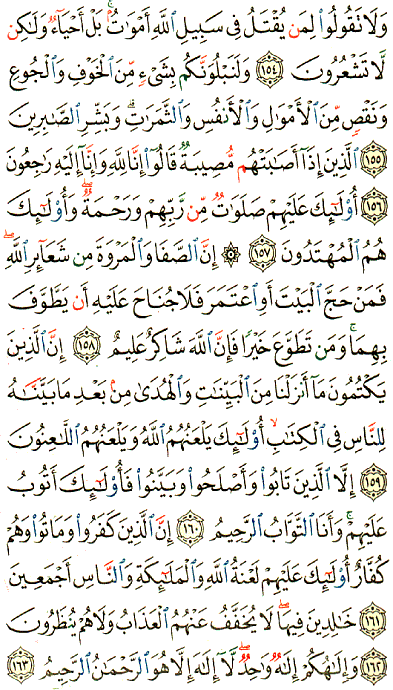 وَلَا تَقُولُوا۟ لِمَن يُقْتَلُ فِى سَبِيلِ ٱللَّهِ أَمْوَٰتٌۢ ۚ بَلْ أَحْيَآءٌ وَلَٰكِن
لَّا تَشْعُرُونَ ١٥٤ وَلَنَبْلُوَنَّكُم بِشَىْءٍ مِّنَ ٱلْخَوْفِ وَٱلْجُوعِ
وَنَقْصٍ مِّنَ ٱلْأَمْوَٰلِ وَٱلْأَنفُسِ وَٱلثَّمَرَٰتِ ۗ وَبَشِّرِ ٱلصَّٰبِرِينَ
١٥٥ ٱلَّذِينَ إِذَآ أَصَٰبَتْهُم مُّصِيبَةٌ قَالُوٓا۟ إِنَّا لِلَّهِ وَإِنَّآ إِلَيْهِ رَٰجِعُونَ
١٥٦ أُو۟لَٰٓئِكَ عَلَيْهِمْ صَلَوَٰتٌ مِّن رَّبِّهِمْ وَرَحْمَةٌ ۖ وَأُو۟لَٰٓئِكَ
هُمُ ٱلْمُهْتَدُونَ ١٥٧ ۞ إِنَّ ٱلصَّفَا وَٱلْمَرْوَةَ مِن شَعَآئِرِ ٱللَّهِ ۖ
فَمَنْ حَجَّ ٱلْبَيْتَ أَوِ ٱعْتَمَرَ فَلَا جُنَاحَ عَلَيْهِ أَن يَطَّوَّفَ
بِهِمَا ۚ وَمَن تَطَوَّعَ خَيْرًا فَإِنَّ ٱللَّهَ شَاكِرٌ عَلِيمٌ ١٥٨ إِنَّ ٱلَّذِينَ
يَكْتُمُونَ مَآ أَنزَلْنَا مِنَ ٱلْبَيِّنَٰتِ وَٱلْهُدَىٰ مِنۢ بَعْدِ مَا بَيَّنَّٰهُ
لِلنَّاسِ فِى ٱلْكِتَٰبِ ۙ أُو۟لَٰٓئِكَ يَلْعَنُهُمُ ٱللَّهُ وَيَلْعَنُهُمُ ٱللَّٰعِنُونَ
١٥٩ إِلَّا ٱلَّذِينَ تَابُوا۟ وَأَصْلَحُوا۟ وَبَيَّنُوا۟ فَأُو۟لَٰٓئِكَ أَتُوبُ
عَلَيْهِمْ ۚ وَأَنَا ٱلتَّوَّابُ ٱلرَّحِيمُ ١٦٠ إِنَّ ٱلَّذِينَ كَفَرُوا۟ وَمَاتُوا۟ وَهُمْ
كُفَّارٌ أُو۟لَٰٓئِكَ عَلَيْهِمْ لَعْنَةُ ٱللَّهِ وَٱلْمَلَٰٓئِكَةِ وَٱلنَّاسِ أَجْمَعِينَ
١٦١ خَٰلِدِينَ فِيهَا ۖ لَا يُخَفَّفُ عَنْهُمُ ٱلْعَذَابُ وَلَا هُمْ يُنظَرُونَ
١٦٢ وَإِلَٰهُكُمْ إِلَٰهٌ وَٰحِدٌ ۖ لَّآ إِلَٰهَ إِلَّا هُوَ ٱلرَّحْمَٰنُ ٱلرَّحِيمُ ١٦٣